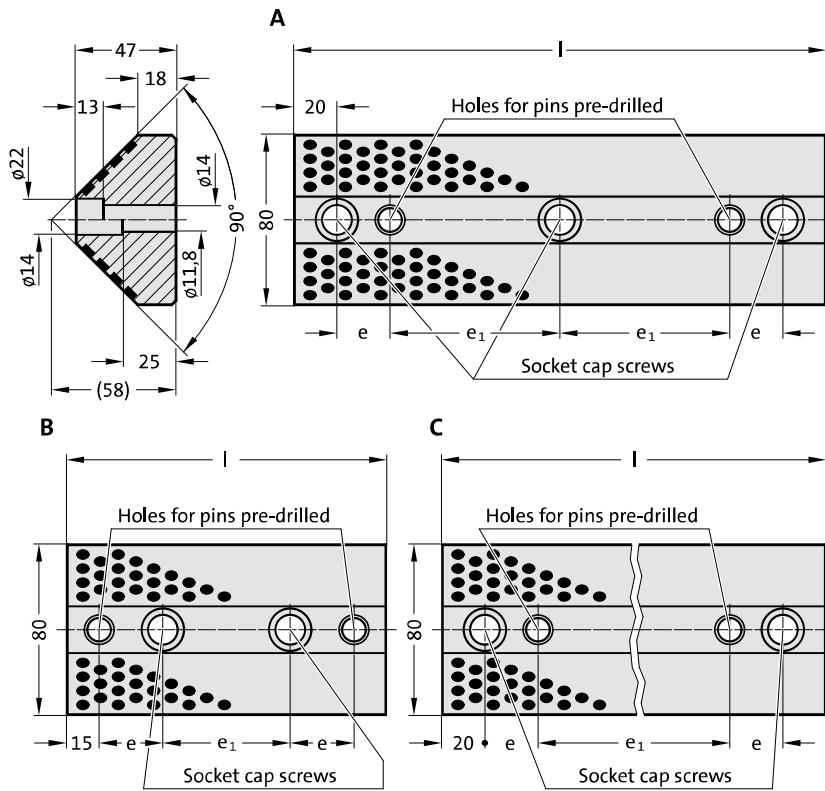 A
47
18
13
ø22
ø14
90°
ø14
ø11,8
25
(58)
l
20
Holes for pins pre-drilled
80
e
e₁
e₁
e
Socket cap screws
B
l
Holes for pins pre-drilled
80
15
e
e₁
e
Socket cap screws
C
l
Holes for pins pre-drilled
80
20
e
e₁
e
Socket cap screws